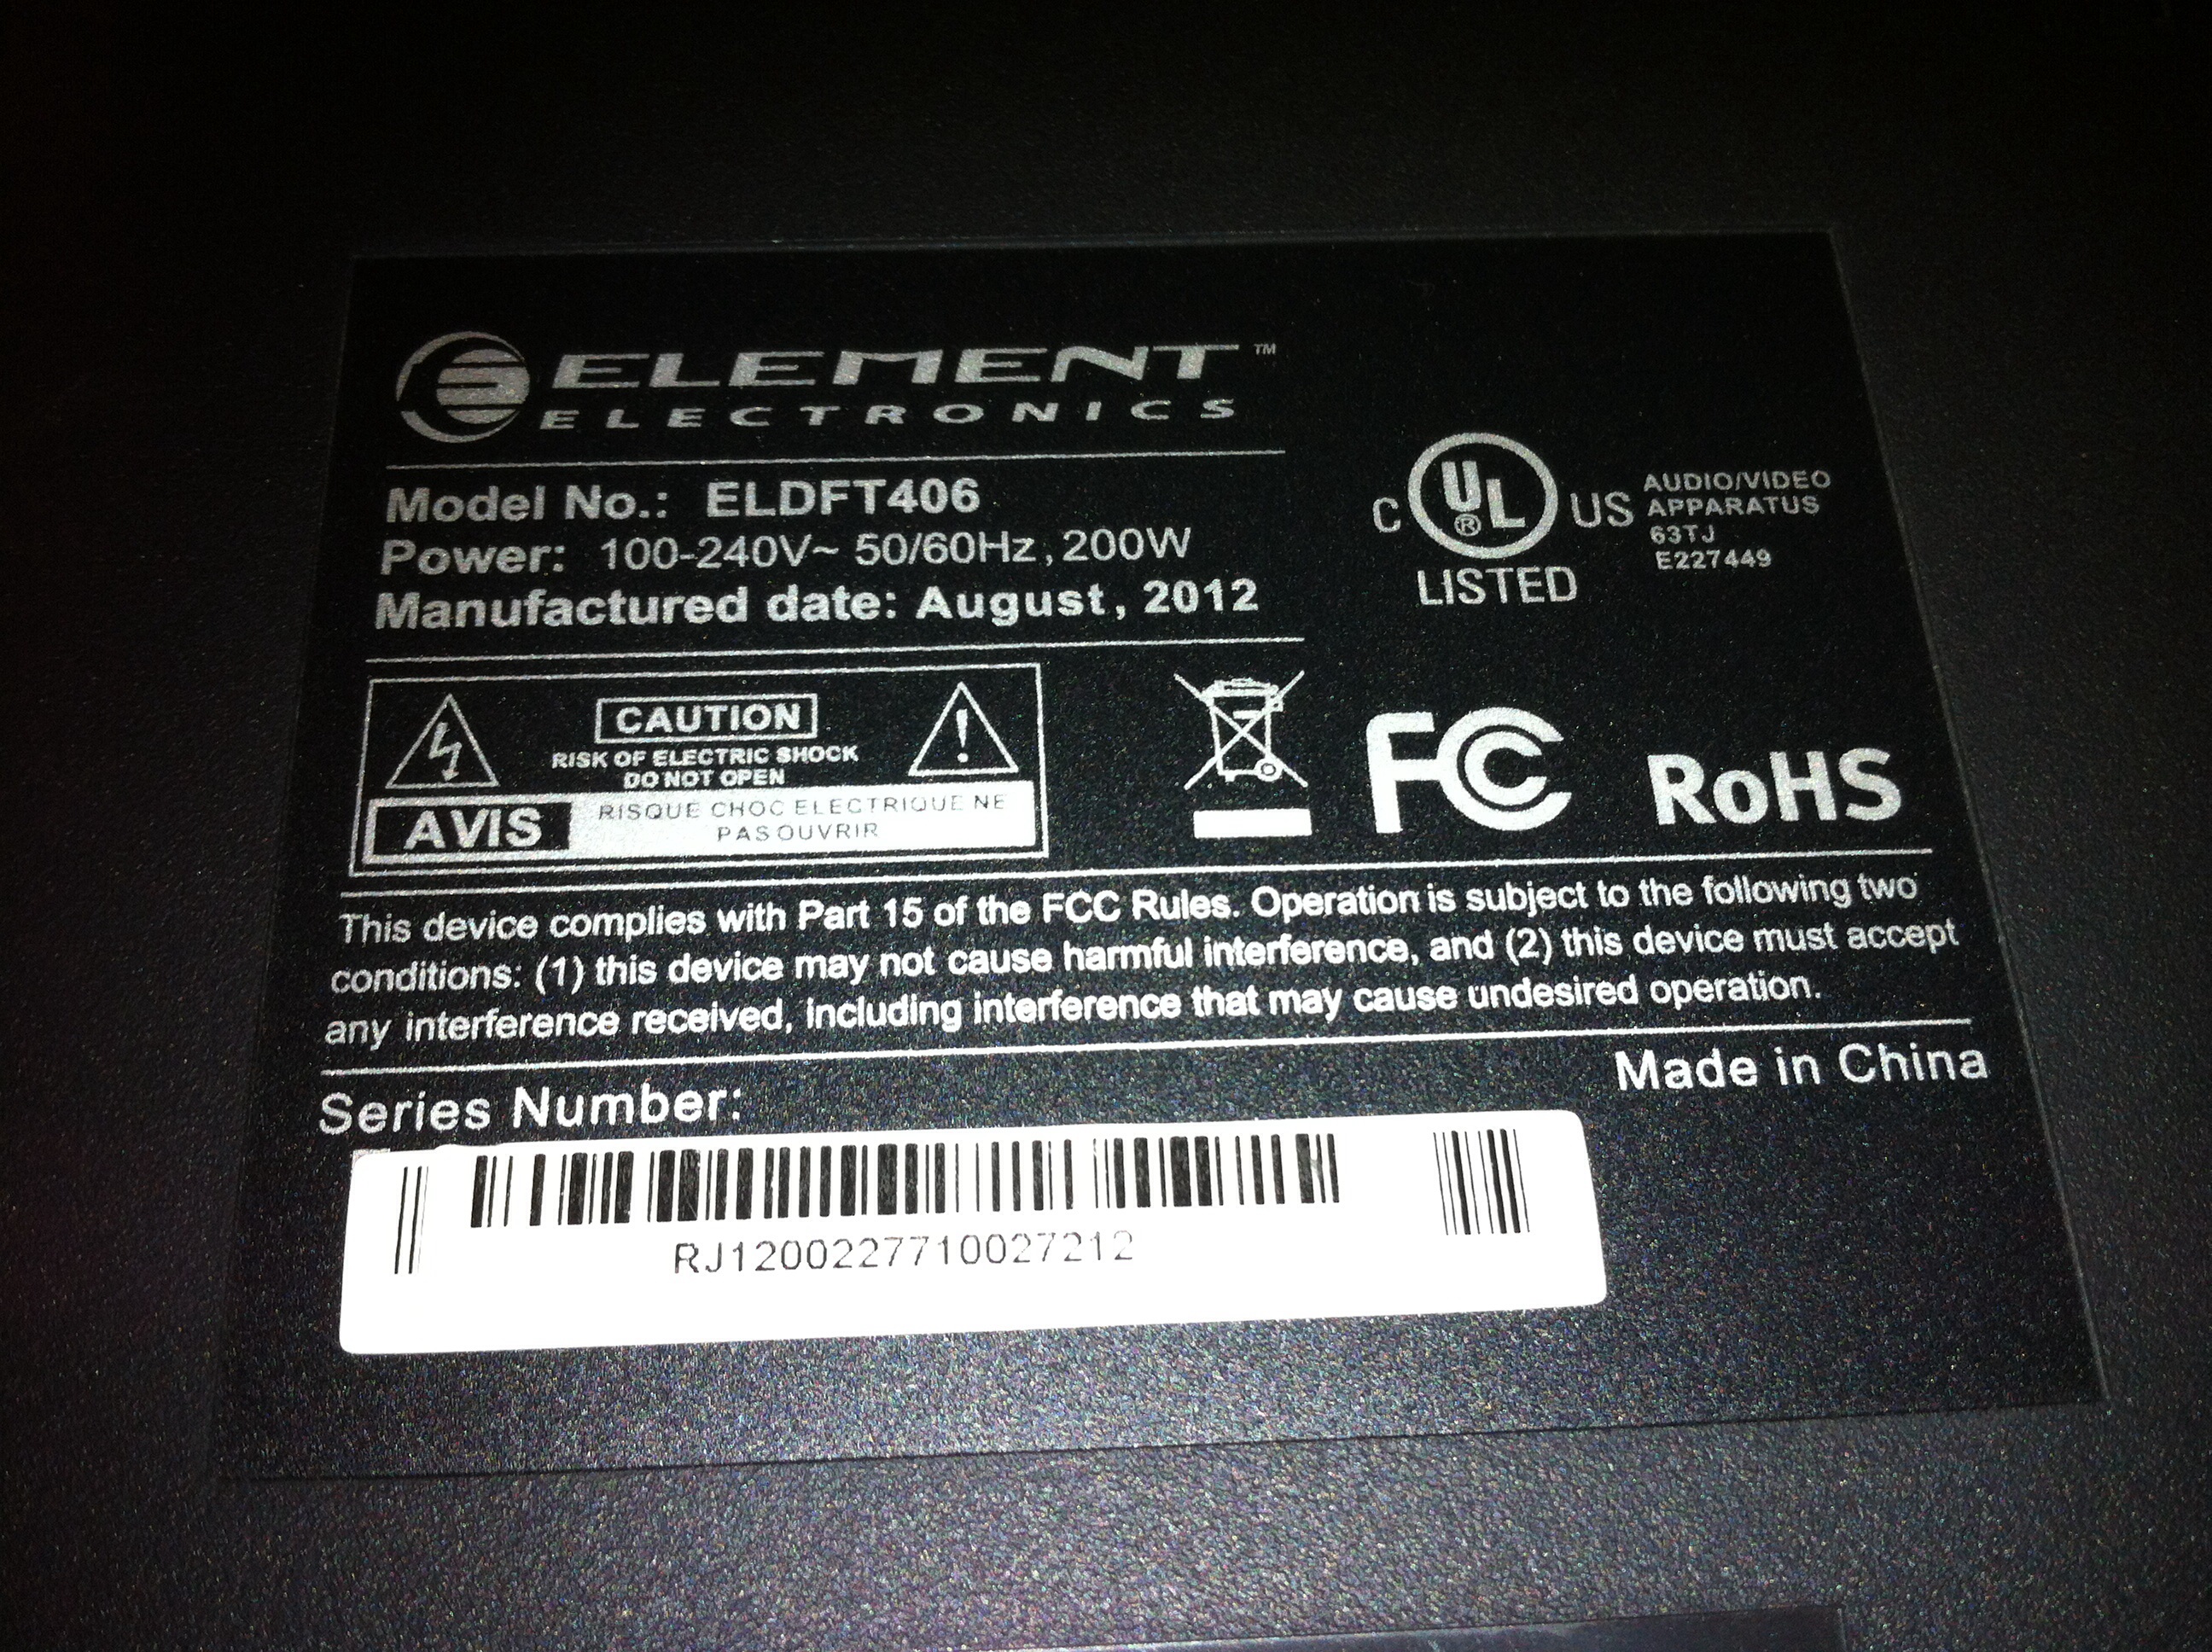 ELEMENT™
ELECTRONICS
Model No.: ELDFT406
Power: 100-240V~ 50/60Hz, 200W
Manufactured date: August, 2012
C UL® US
LISTED
AUDIO/VIDEO
APPARATUS
63TJ
E227449
CAUTION
RISK OF ELECTRIC SHOCK
DO NOT OPEN
AVIS
RISQUE CHOC ELECTRIQUE NE
PAS OUVRIR
FC
RoHS
This device complies with Part 15 of the FCC Rules. Operation is subject to the following two
conditions: (1) this device may not cause harmful interference, and (2) this device must accept
any interference received, including interference that may cause undesired operation.
Made in China
Series Number:
RJ1200227710027212